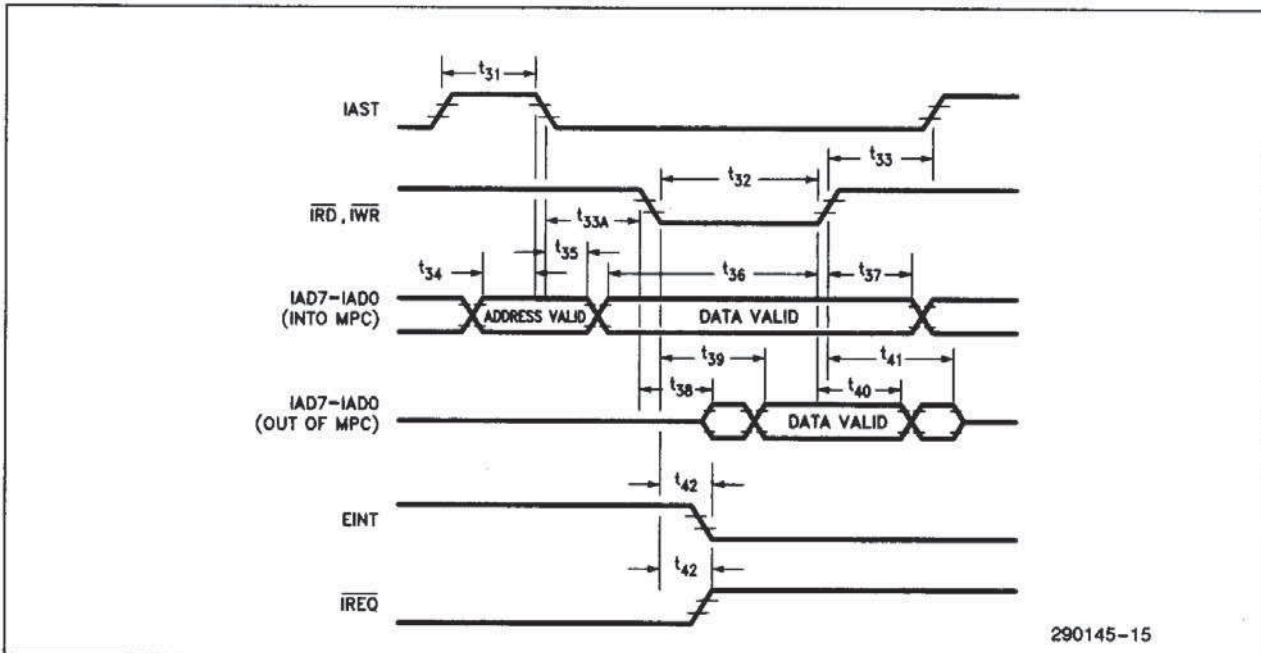 t31
IAST
t33
t32
IRD, IWR
t33A
t35
t34
t36
t37
IAD7-IAD0
(INTO MPC)
ADDRESS VALID
DATA VALID
t39
t41
t38
t40
IAD7-IAD0
(OUT OF MPC)
DATA VALID
t42
EINT
t42
IREQ
290145-15